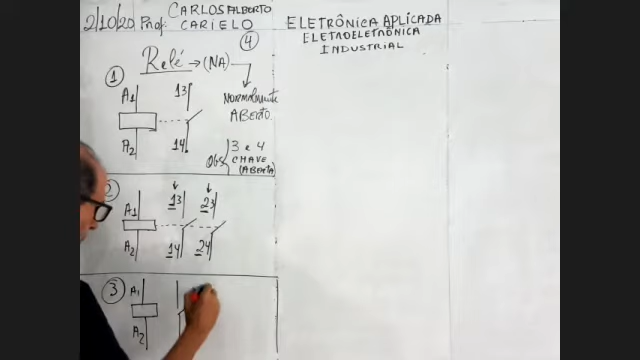 2/10/20 Prof. CARLOS ALBERTO
CARIELO
ELETRÔNICA APLICADA
ELETROELETRÔNICA
INDUSTRIAL
4
1
Relé → (NA)
NORMALMENTE
ABERTO.
A1
13
A2
14
OBS
3 e 4
CHAVE
(ABERTA)
2
A1
13
23
A2
14
24
3
A1
A2